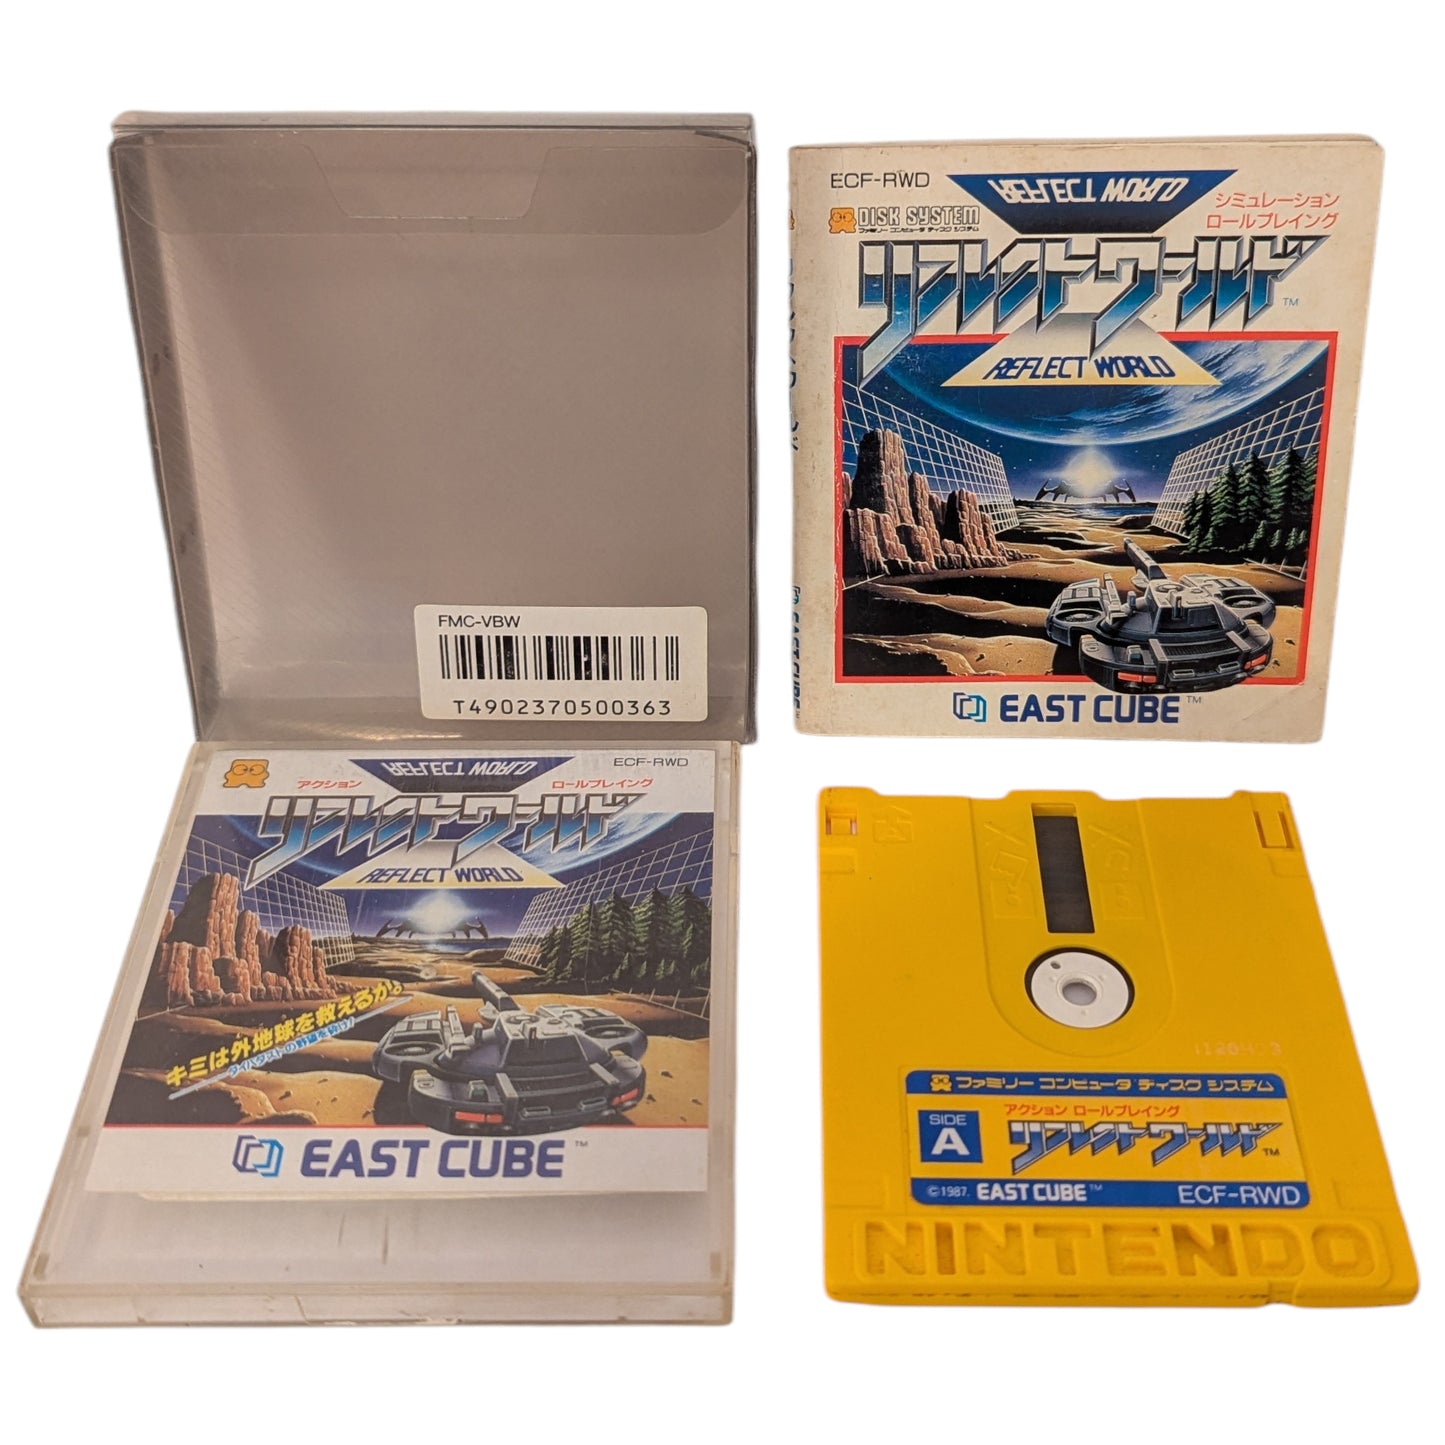 FMC-VBW
T4902370500363
ECF-RWD
REFLECT WORLD
DISK SYSTEM
ファミリー コンピュータ ディスク システム
シミュレーション
ロールプレイング
リフレクトワールド
TM
REFLECT WORLD
EAST CUBE
EAST CUBE TM
REFLECT WORLD
ECF-RWD
アクション
ロールプレイング
リフレクトワールド
REFLECT WORLD
キミは外地球を救えるか。
EAST CUBE TM
ファミリー コンピュータ ディスク システム
SIDE
A
アクション ロールプレイング
リフレクトワールド
TM
©1987. EAST CUBE TM
ECF-RWD
NINTENDO